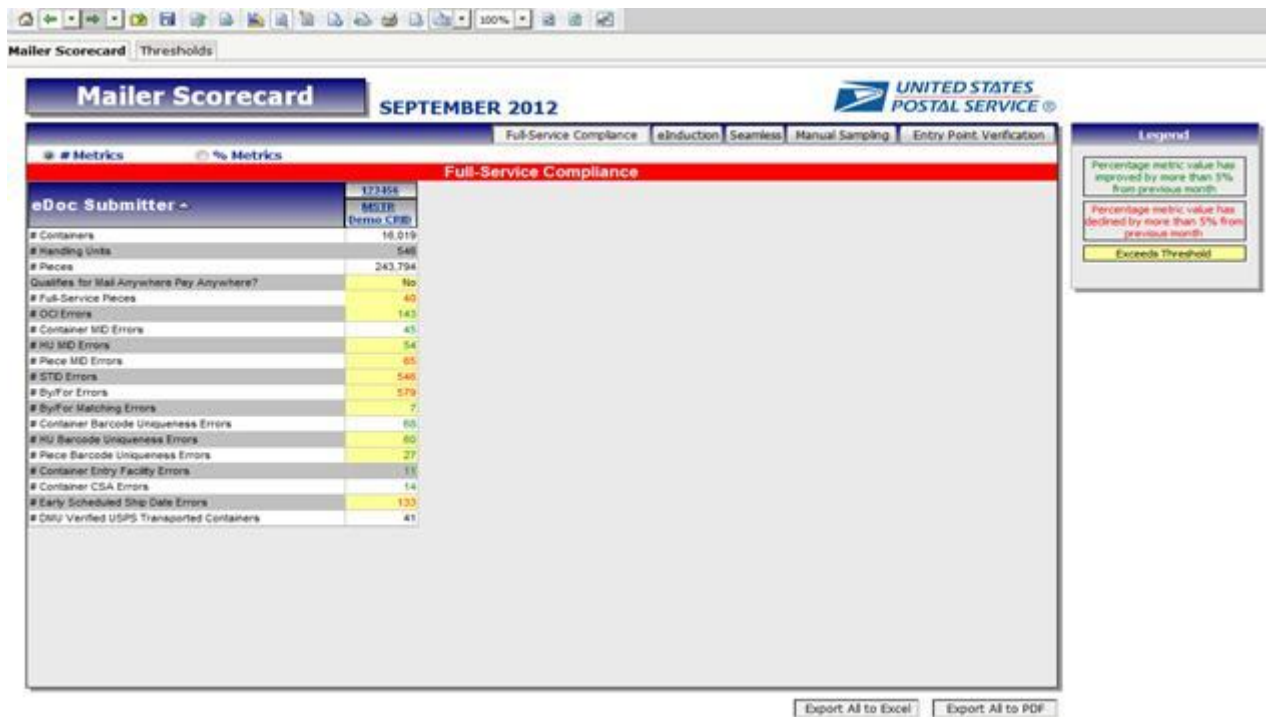 100%
Mailer Scorecard Thresholds
Mailer Scorecard
SEPTEMBER 2012
UNITED STATES
POSTAL SERVICE ®
Full-Service Compliance eInduction Seamless Manual Sampling Entry Point Verification
# Metrics % Metrics
Full-Service Compliance
eDoc Submitter
123456
MSTR
Demo CRID
# Containers 16,019
# Handling Units 546
# Pieces 243,794
Qualifies for Mail Anywhere Pay Anywhere? No
# Full-Service Pieces 40
# OCI Errors 143
# Container MID Errors 45
# HU MID Errors 54
# Piece MID Errors 65
# STID Errors 546
# By/For Errors 579
# By/For Matching Errors 7
# Container Barcode Uniqueness Errors 68
# HU Barcode Uniqueness Errors 60
# Piece Barcode Uniqueness Errors 27
# Container Entry Facility Errors 11
# Container CSA Errors 14
# Early Scheduled Ship Date Errors 133
# DMU Verified USPS Transported Containers 41
Legend
Percentage metric value has
improved by more than 5%
from previous month
Percentage metric value has
declined by more than 5% from
previous month
Exceeds Threshold
Export All to Excel Export All to PDF